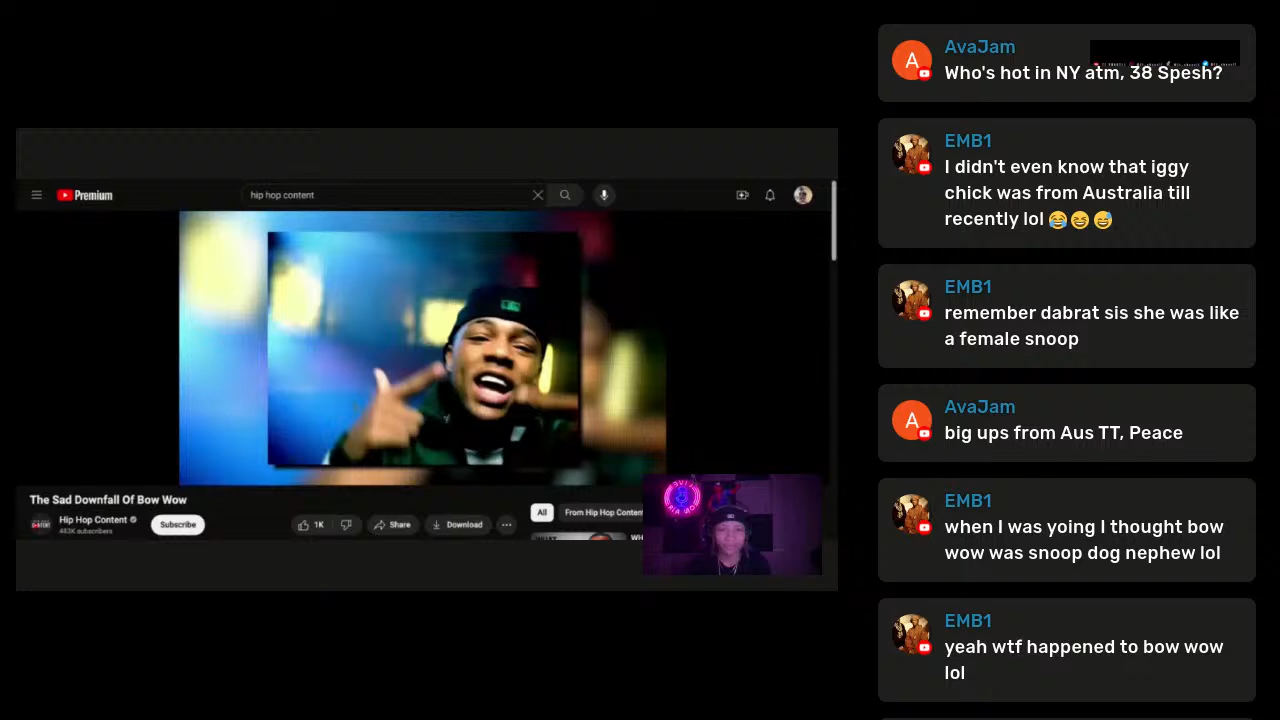 Premium
hip hop content
The Sad Downfall Of Bow Wow
Hip Hop Content
subscribers
Subscribe
1K
Share
Download
All
From Hip Hop Content
LIVE
ON AIR
A
AvaJam
Who's hot in NY atm, 38 Spesh?
EMB1
I didn't even know that iggy
chick was from Australia till
recently lol 😂😆😅
EMB1
remember dabrat sis she was like
a female snoop
A
AvaJam
big ups from Aus TT, Peace
EMB1
when I was yoing I thought bow
wow was snoop dog nephew lol
EMB1
yeah wtf happened to bow wow
lol